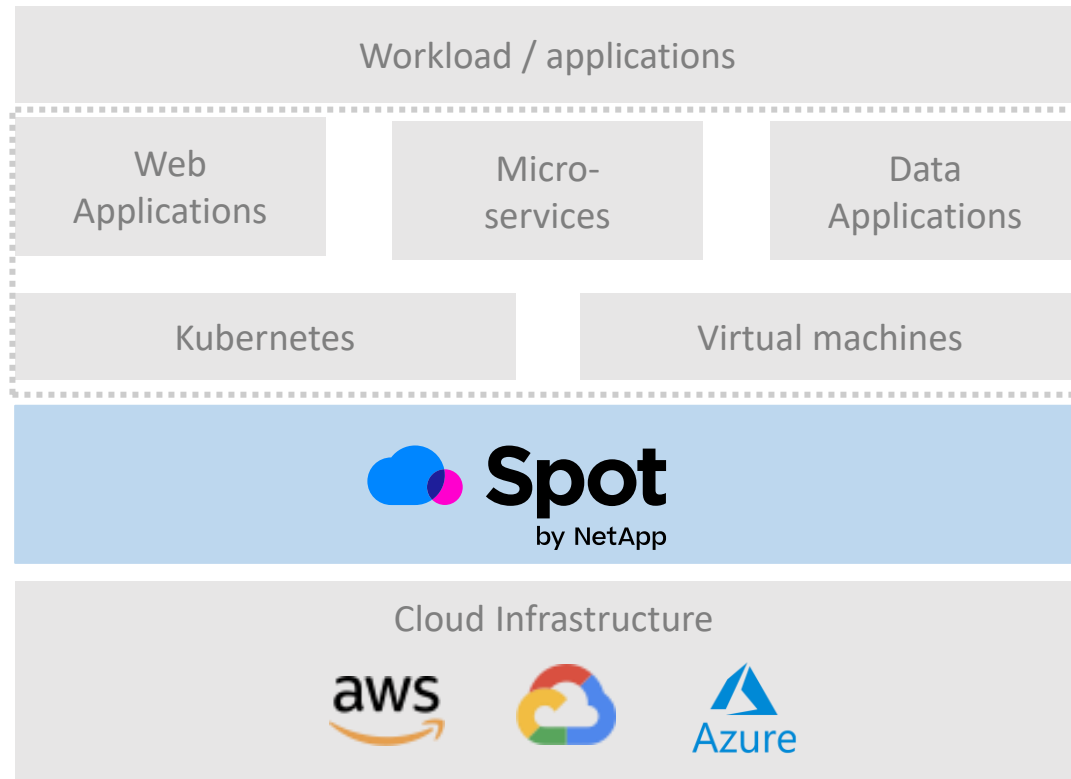 Workload / applications
Web
Applications
Micro-
services
Data
Applications
Kubernetes
Virtual machines
Spot
by NetApp
Cloud Infrastructure
aws
Azure